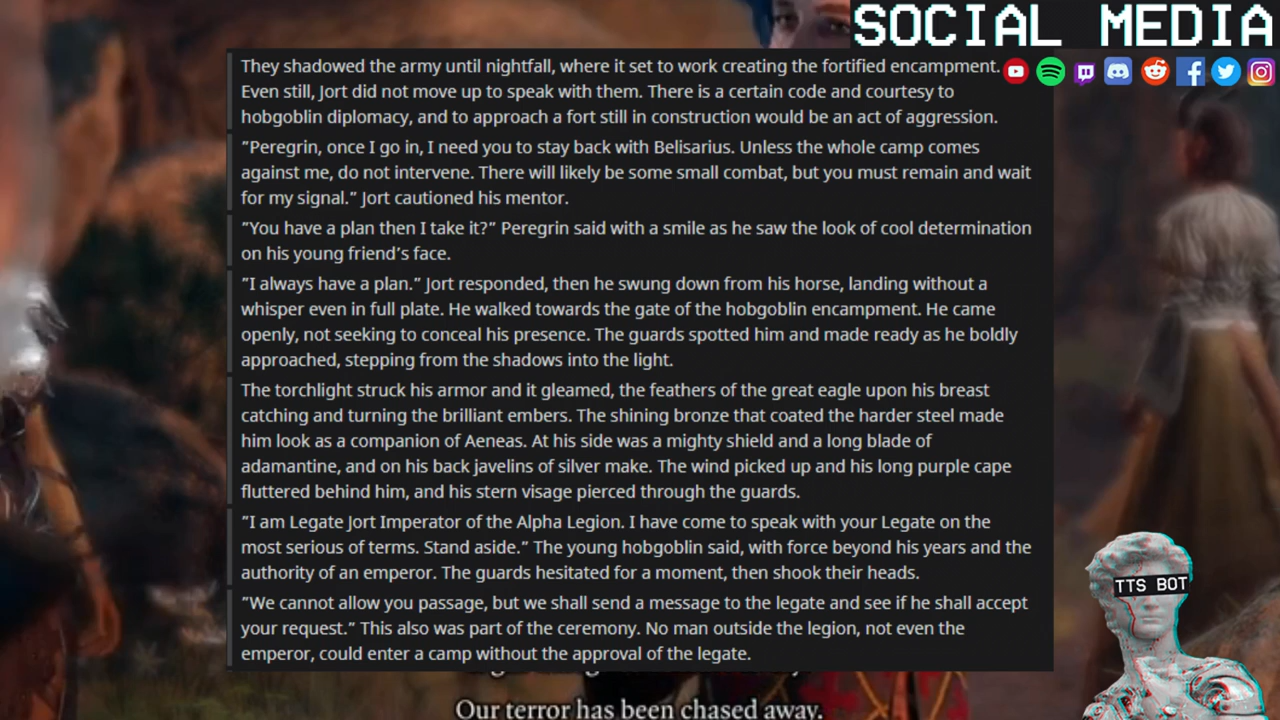 SOCIAL MEDIA
They shadowed the army until nightfall, where it set to work creating the fortified encampment.
Even still, Jort did not move up to speak with them. There is a certain code and courtesy to
hobgoblin diplomacy, and to approach a fort still in construction would be an act of aggression.
"Peregrin, once I go in, I need you to stay back with Belisarius. Unless the whole camp comes
against me, do not intervene. There will likely be some small combat, but you must remain and wait
for my signal." Jort cautioned his mentor.
"You have a plan then I take it?" Peregrin said with a smile as he saw the look of cool determination
on his young friend's face.
"I always have a plan." Jort responded, then he swung down from his horse, landing without a
whisper even in full plate. He walked towards the gate of the hobgoblin encampment. He came
openly, not seeking to conceal his presence. The guards spotted him and made ready as he boldly
approached, stepping from the shadows into the light.
The torchlight struck his armor and it gleamed, the feathers of the great eagle upon his breast
catching and turning the brilliant embers. The shining bronze that coated the harder steel made
him look as a companion of Aeneas. At his side was a mighty shield and a long blade of
adamantine, and on his back javelins of silver make. The wind picked up and his long purple cape
fluttered behind him, and his stern visage pierced through the guards.
"I am Legate Jort Imperator of the Alpha Legion. I have come to speak with your Legate on the
most serious of terms. Stand aside." The young hobgoblin said, with force beyond his years and the
authority of an emperor. The guards hesitated for a moment, then shook their heads.
"We cannot allow you passage, but we shall send a message to the legate and see if he shall accept
your request." This also was part of the ceremony. No man outside the legion, not even the
emperor, could enter a camp without the approval of the legate.
TTS BOT
Our terror has been chased away.